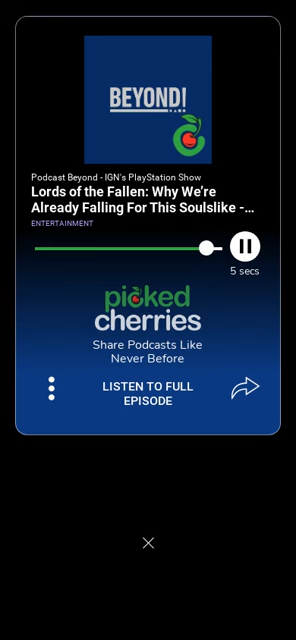 BEYOND!
Podcast Beyond - IGN's PlayStation Show
Lords of the Fallen: Why We're
Already Falling For This Soulslike -...
ENTERTAINMENT
5 secs
picked
cherries
Share Podcasts Like
Never Before
LISTEN TO FULL
EPISODE